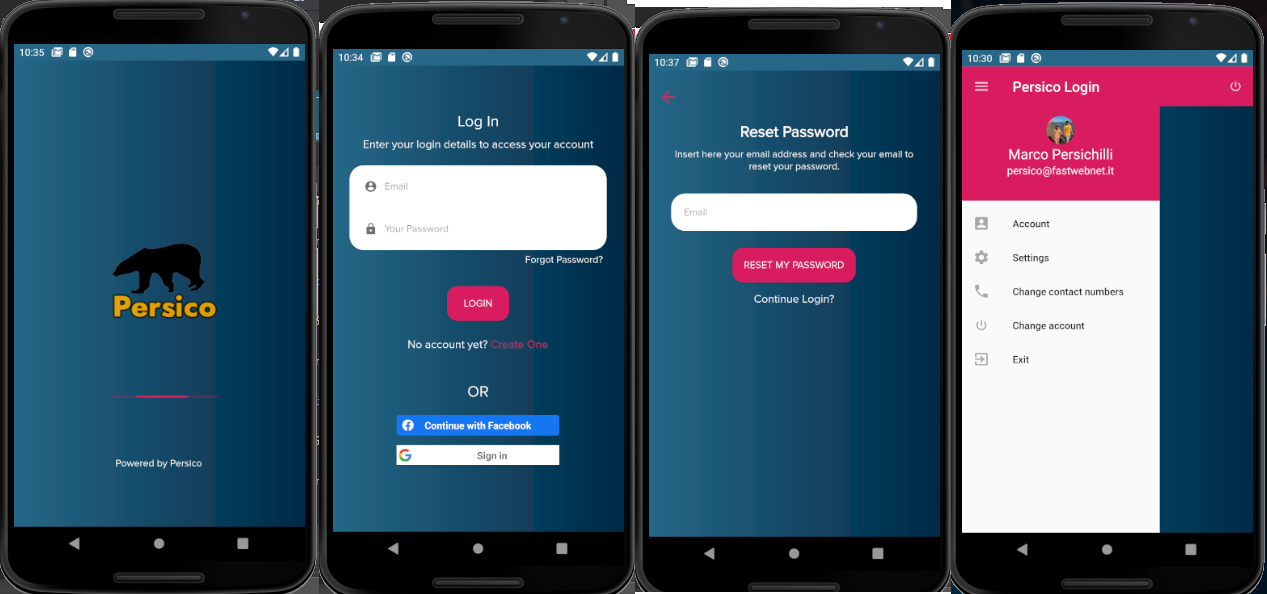 10:35
Persico
Powered by Persico
10:34
Log In
Enter your login details to access your account
Email
Your Password
Forgot Password?
LOGIN
No account yet? Create One
OR
Continue with Facebook
Sign in
10:37
Reset Password
Insert here your email address and check your email to
reset your password.
Email
RESET MY PASSWORD
Continue Login?
10:30
Persico Login
Marco Persichilli
persico@fastwebnet.it
Account
Settings
Change contact numbers
Change account
Exit